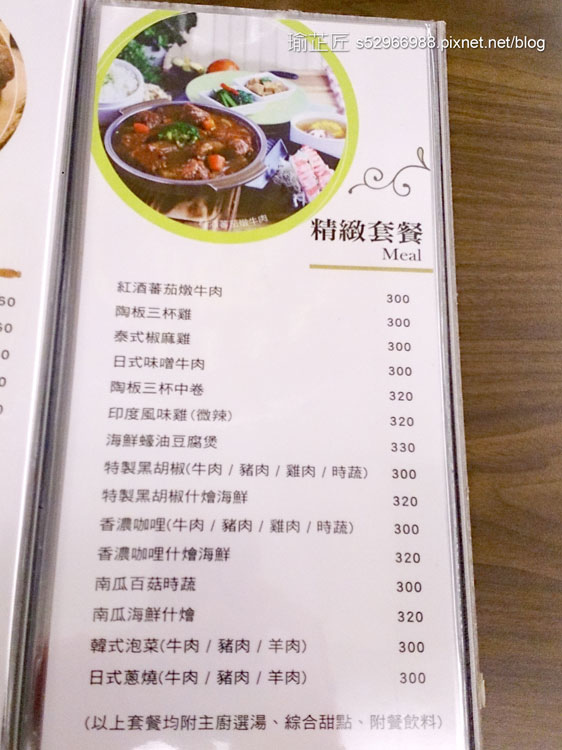 瑜芷匠 s52966988.pixnet.net/blog
酒蕃茄燉牛肉
精緻套餐
Meal
紅酒蕃茄燉牛肉 300
陶板三杯雞 300
泰式椒麻雞 300
日式味噌牛肉 300
陶板三杯中卷 320
印度風味雞(微辣) 320
海鮮蠔油豆腐煲 330
特製黑胡椒(牛肉 / 豬肉 / 雞肉 / 時蔬) 300
特製黑胡椒什燴海鮮 320
香濃咖哩(牛肉 / 豬肉 / 雞肉 / 時蔬) 300
香濃咖哩什燴海鮮 320
南瓜百菇時蔬 300
南瓜海鮮什燴 320
韓式泡菜(牛肉 / 豬肉 / 羊肉) 300
日式蔥燒(牛肉 / 豬肉 / 羊肉) 300
(以上套餐均附主廚選湯、綜合甜點、附餐飲料)